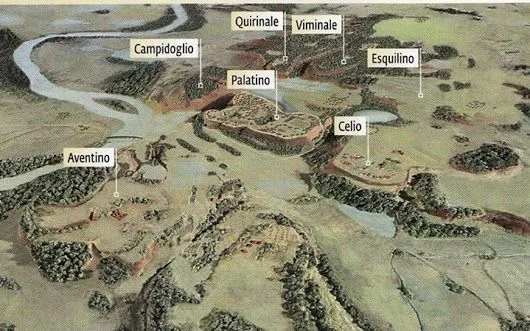 Quirinale
Viminale
Campidoglio
Esquilino
Palatino
Celio
Aventino